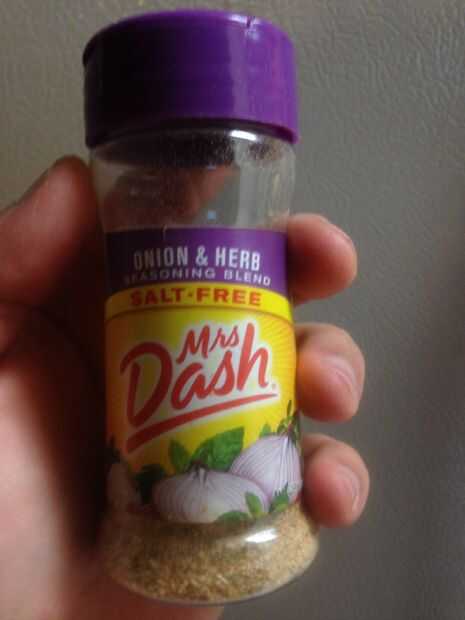 ONION & HERB
SEASONING BLEND
SALT-FREE
Mrs
Dash®